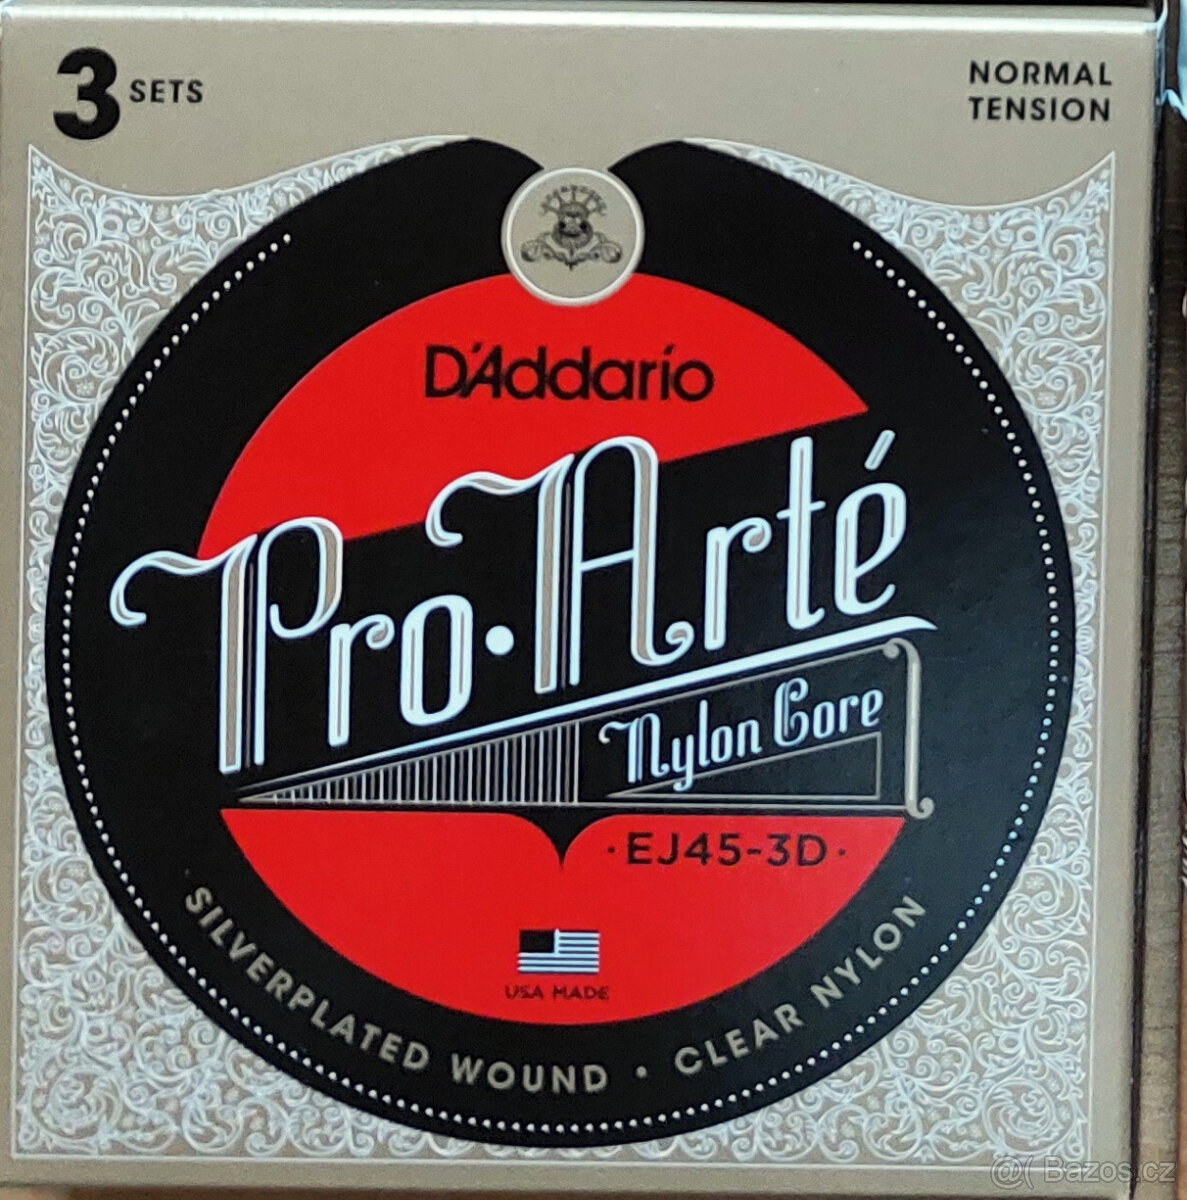 3 SETS
NORMAL
TENSION
D'Addario
Pro·Arté
Nylon Core
·EJ45-3D·
USA MADE
SILVERPLATED WOUND · CLEAR NYLON
@( Bazos.cz